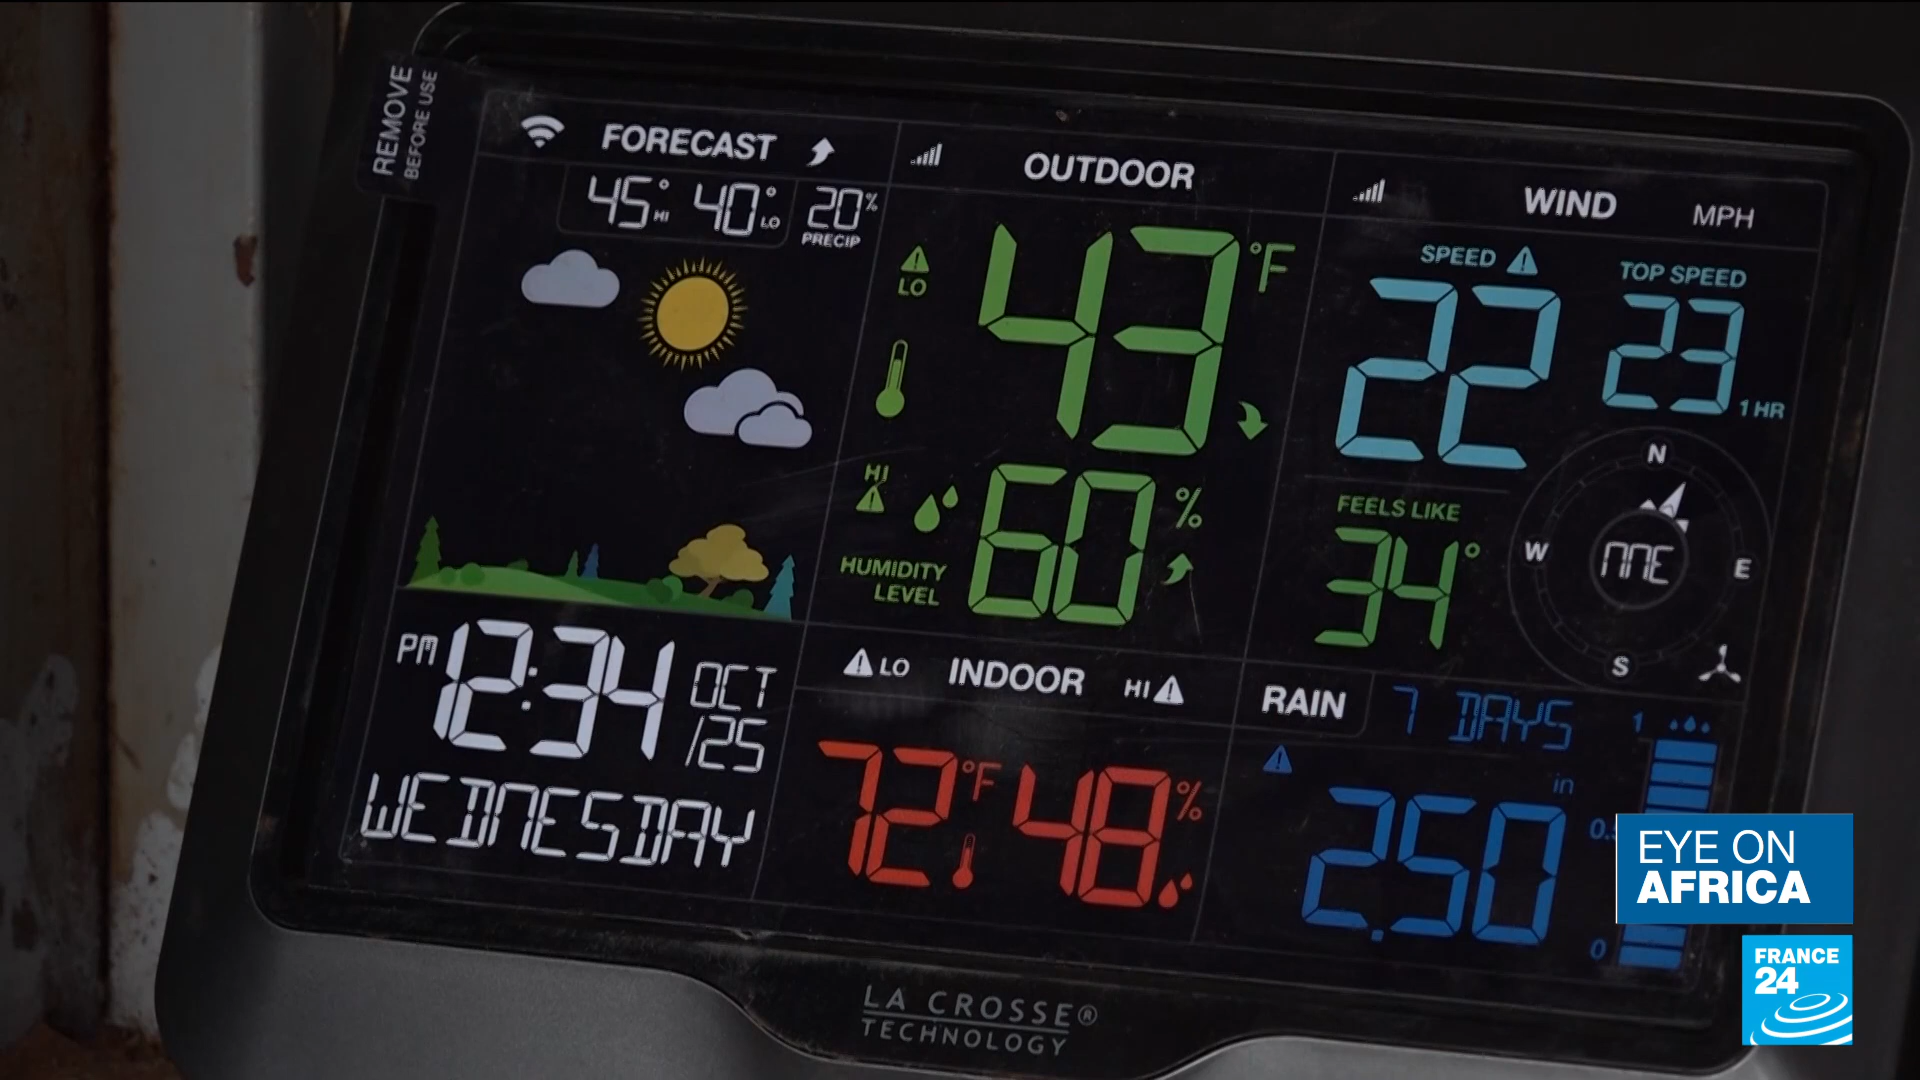 REMOVE
BEFORE USE
FORECAST
45° HI 40° LO 20%
PRECIP
PM 12:34 OCT
/25
WEDNESDAY
OUTDOOR
LO
43 °F
HI
60 %
HUMIDITY
LEVEL
LO INDOOR HI
72 °F 48 %
WIND MPH
SPEED
22
TOP SPEED
23
1 HR
FEELS LIKE
34°
N
W NNE E
S
RAIN 7 DAYS
in
2.50
1
0
EYE ON
AFRICA
FRANCE
24
LA CROSSE®
TECHNOLOGY